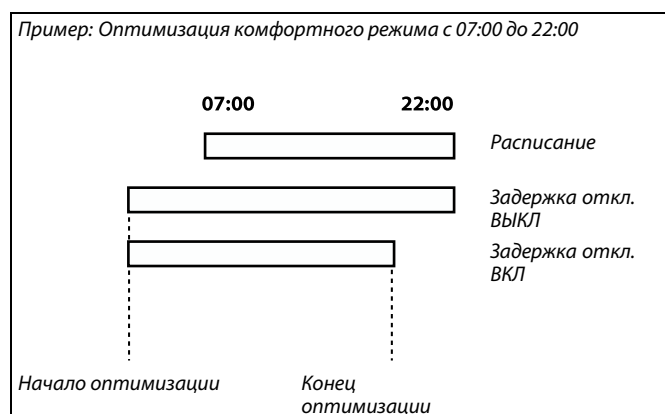 Пример: Оптимизация комфортного режима с 07:00 до 22:00
07:00 22:00
Расписание
Задержка откл.
ВЫКЛ
Задержка откл.
ВКЛ
Начало оптимизации
Конец
оптимизации